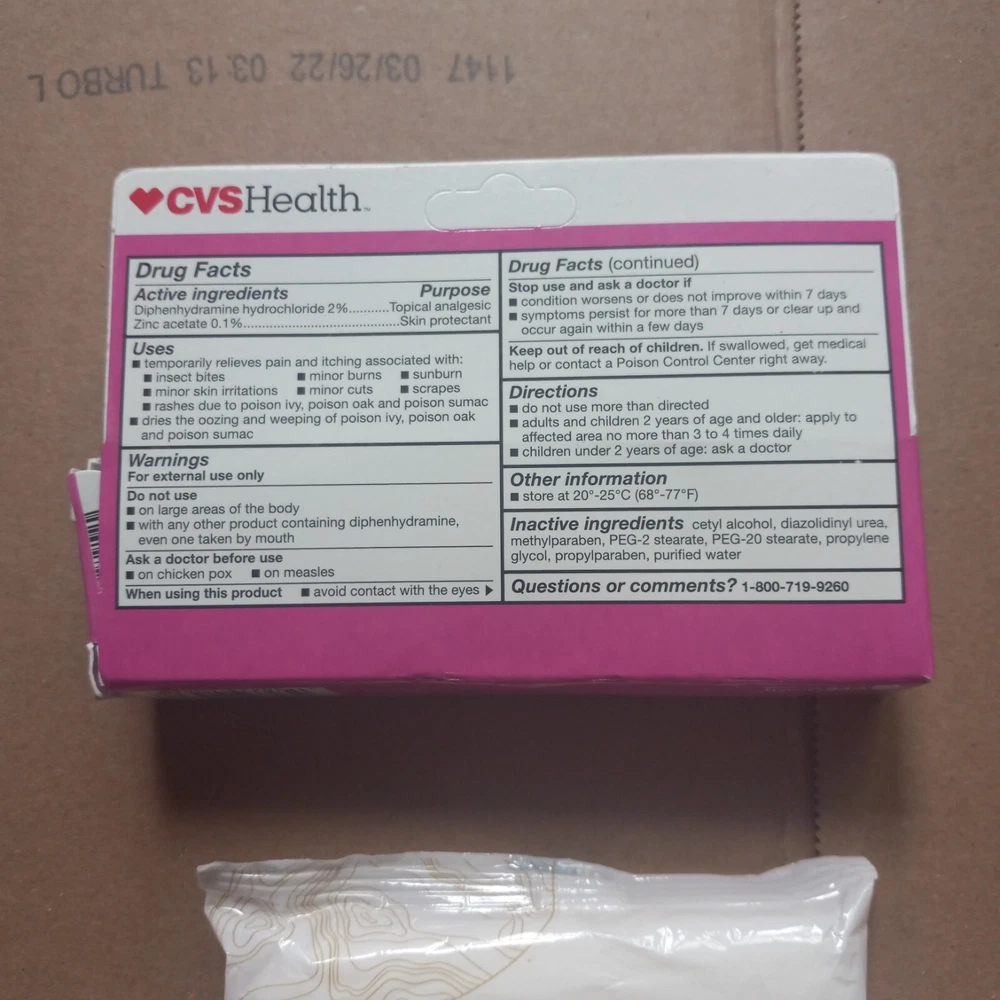 1147 03/26/22 03:13 TURBO L
CVSHealth™
Drug Facts
Active ingredients Purpose
Diphenhydramine hydrochloride 2%...........Topical analgesic
Zinc acetate 0.1%..........................................Skin protectant
Uses
■ temporarily relieves pain and itching associated with:
■ insect bites ■ minor burns ■ sunburn
■ minor skin irritations ■ minor cuts ■ scrapes
■ rashes due to poison ivy, poison oak and poison sumac
■ dries the oozing and weeping of poison ivy, poison oak
and poison sumac
Warnings
For external use only
Do not use
■ on large areas of the body
■ with any other product containing diphenhydramine,
even one taken by mouth
Ask a doctor before use
■ on chicken pox ■ on measles
When using this product ■ avoid contact with the eyes ▶
Drug Facts (continued)
Stop use and ask a doctor if
■ condition worsens or does not improve within 7 days
■ symptoms persist for more than 7 days or clear up and
occur again within a few days
Keep out of reach of children. If swallowed, get medical
help or contact a Poison Control Center right away.
Directions
■ do not use more than directed
■ adults and children 2 years of age and older: apply to
affected area no more than 3 to 4 times daily
■ children under 2 years of age: ask a doctor
Other information
■ store at 20°-25°C (68°-77°F)
Inactive ingredients cetyl alcohol, diazolidinyl urea,
methylparaben, PEG-2 stearate, PEG-20 stearate, propylene
glycol, propylparaben, purified water
Questions or comments? 1-800-719-9260